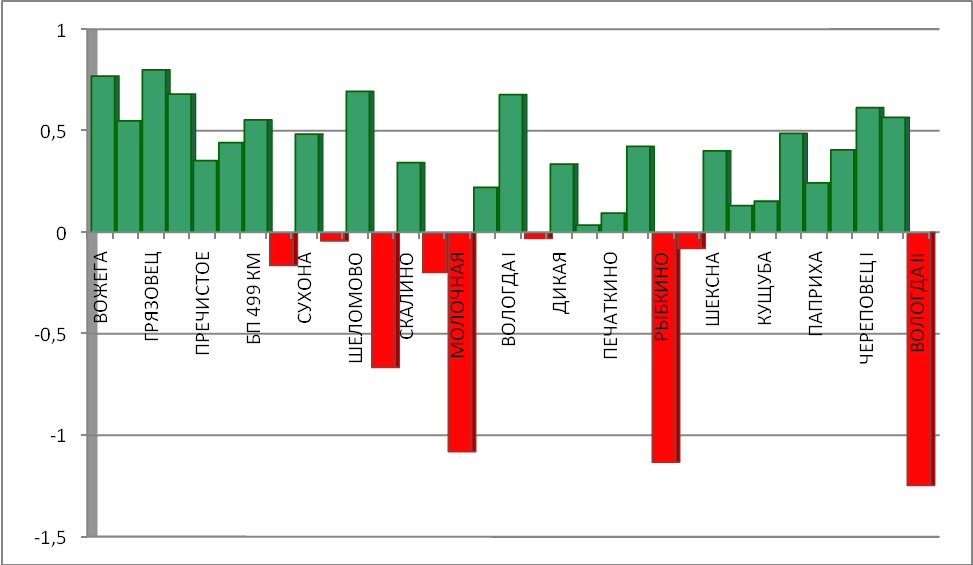 1
0,5
0
-0,5
-1
-1,5
ВОЖЕГА
ГРЯЗОВЕЦ
ПРЕЧИСТОЕ
БП 499 КМ
СУХОНА
ШЕЛОМОВО
СКАЛИНО
МОЛОЧНАЯ
ВОЛОГДА I
ДИКАЯ
ПЕЧАТКИНО
РЫБКИНО
ШЕКСНА
КУЩУБА
ПАПРИХА
ЧЕРЕПОВЕЦ I
ВОЛОГДА II